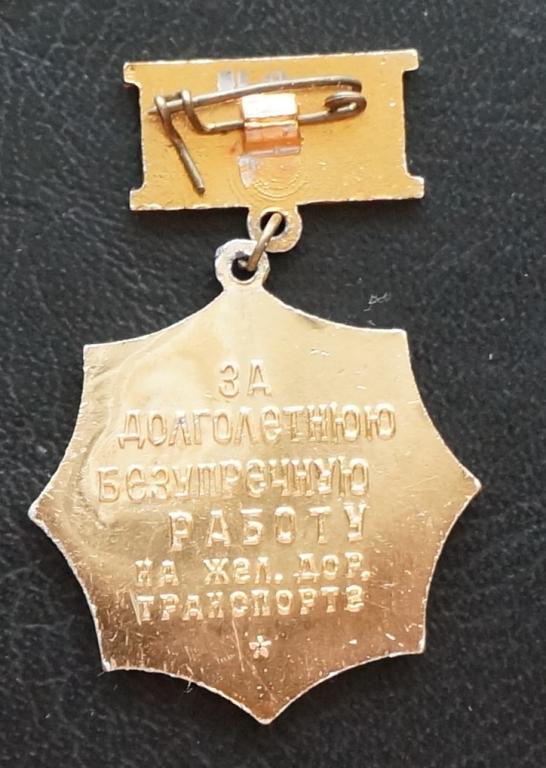 ЗА
ДОЛГОЛЕТНЮЮ
БЕЗУПРЕЧНУЮ
РАБОТУ
НА ЖЕЛ. ДОР.
ТРАНСПОРТЕ